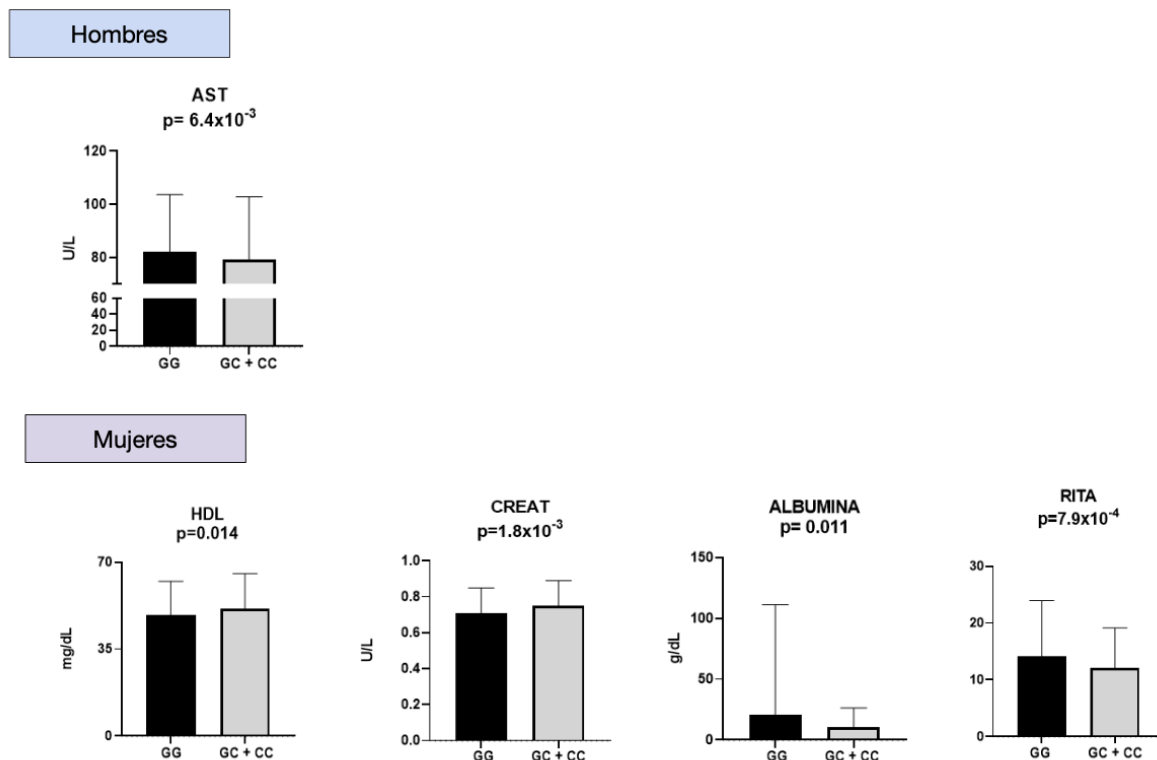 Hombres
AST
p= 6.4x10⁻³
120
100
80
60
40
20
0
U/L
GG
GC + CC
Mujeres
HDL
p=0.014
70
35
0
mg/dL
GG
GC + CC
CREAT
p=1.8x10⁻³
1.0
0.8
0.6
0.4
0.2
0.0
U/L
GG
GC + CC
ALBUMINA
p= 0.011
150
100
50
0
g/dL
GG
GC + CC
RITA
p=7.9x10⁻⁴
30
20
10
0
GG
GC + CC